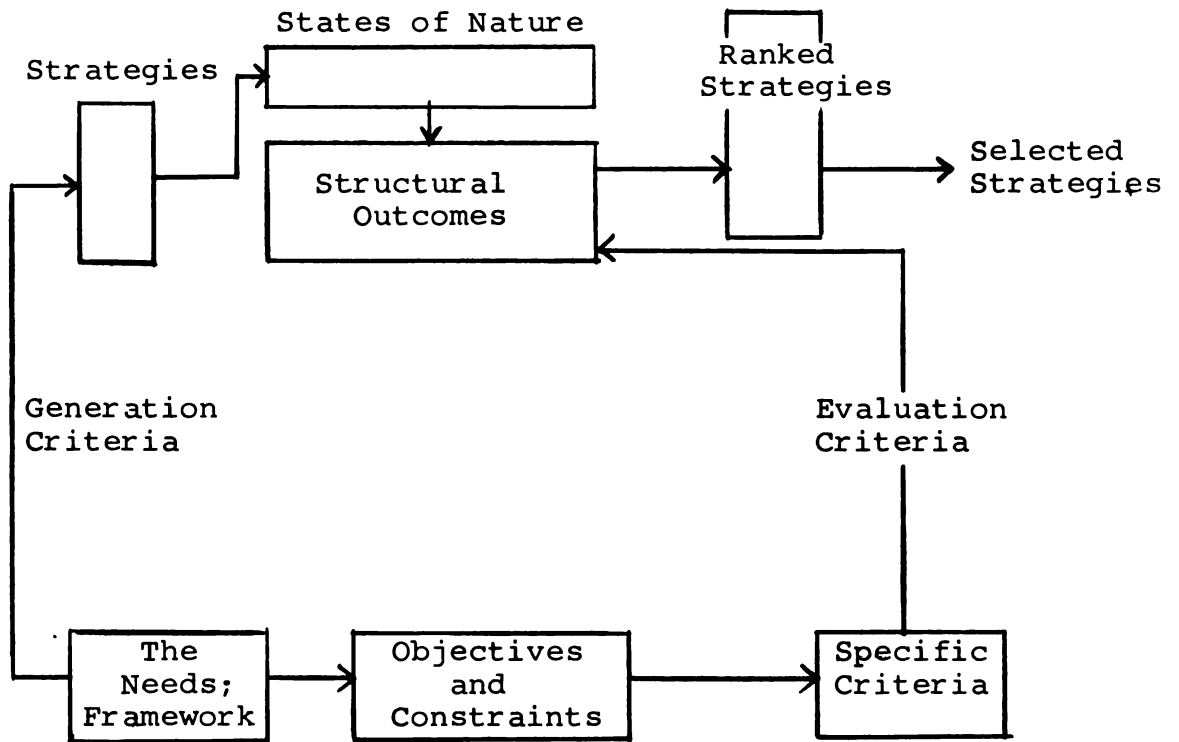 States of Nature
Strategies
Ranked
Strategies
Structural
Outcomes
Selected
Strategies
Generation
Criteria
Evaluation
Criteria
The
Needs;
Framework
Objectives
and
Constraints
Specific
Criteria